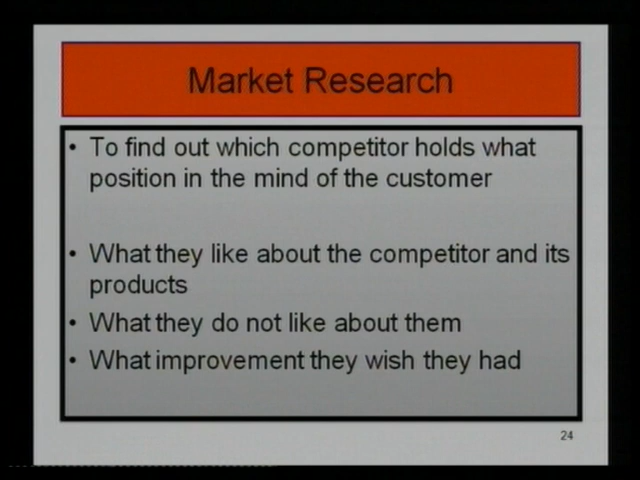 Market Research
• To find out which competitor holds what
position in the mind of the customer
• What they like about the competitor and its
products
• What they do not like about them
• What improvement they wish they had
24